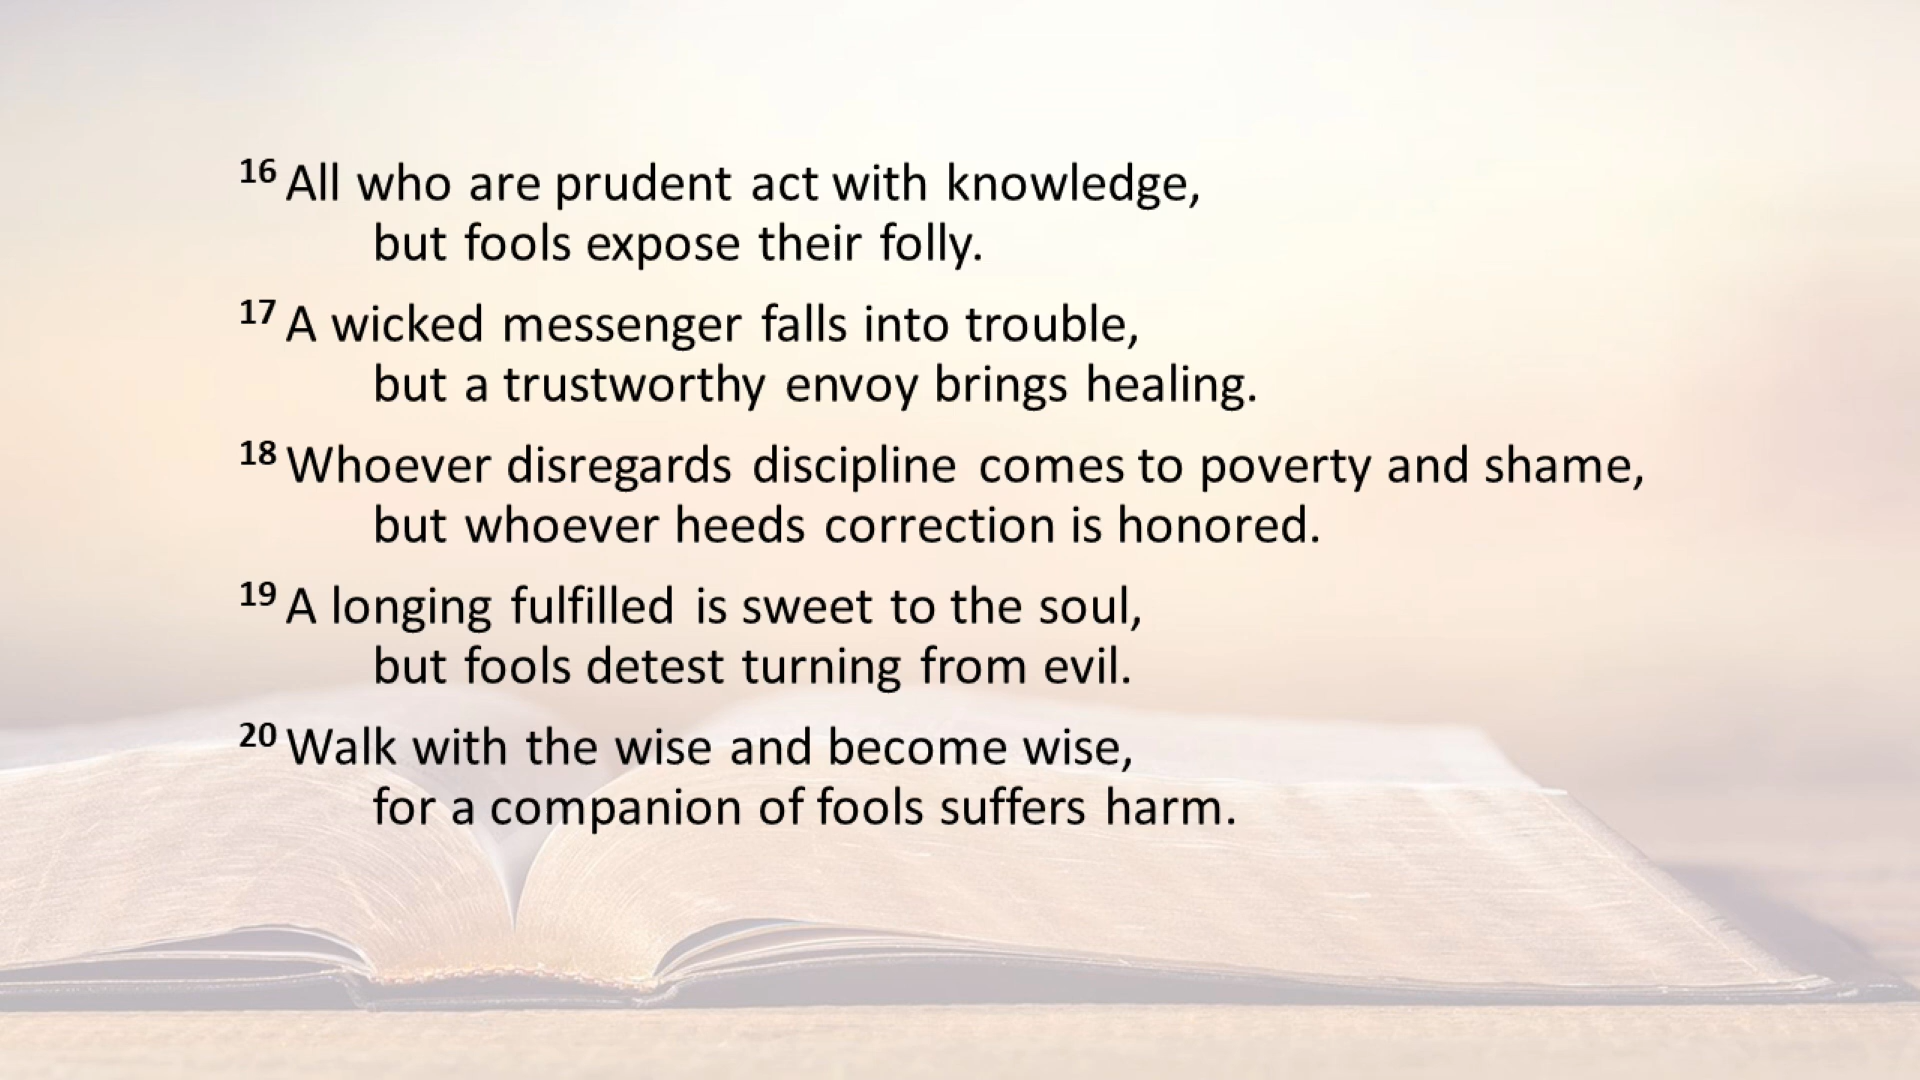 16 All who are prudent act with knowledge,
but fools expose their folly.
17 A wicked messenger falls into trouble,
but a trustworthy envoy brings healing.
18 Whoever disregards discipline comes to poverty and shame,
but whoever heeds correction is honored.
19 A longing fulfilled is sweet to the soul,
but fools detest turning from evil.
20 Walk with the wise and become wise,
for a companion of fools suffers harm.